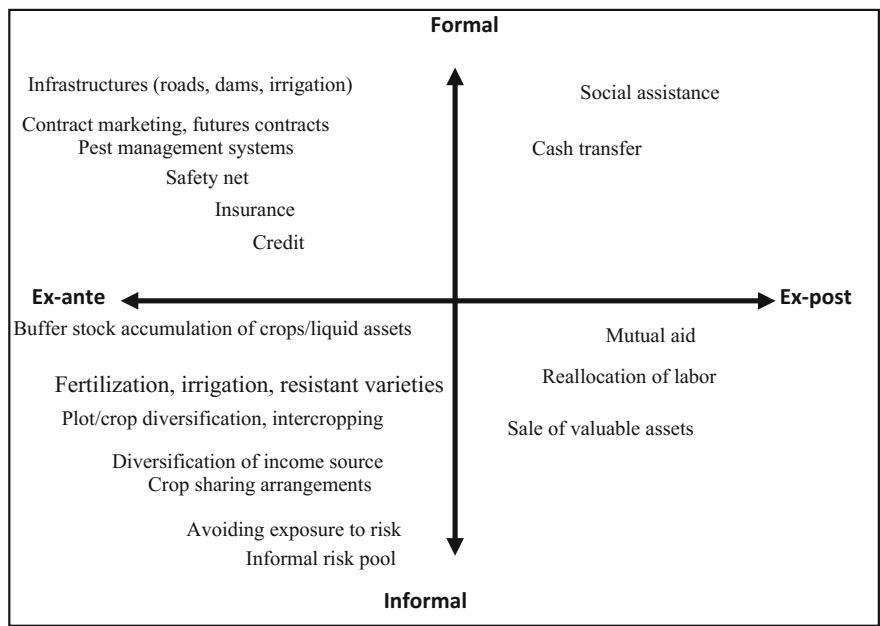 Formal
Infrastructures (roads, dams, irrigation)
Social assistance
Contract marketing, futures contracts
Cash transfer
Pest management systems
Safety net
Insurance
Credit
Ex-ante
Ex-post
Buffer stock accumulation of crops/liquid assets
Mutual aid
Fertilization, irrigation, resistant varieties
Reallocation of labor
Plot/crop diversification, intercropping
Sale of valuable assets
Diversification of income source
Crop sharing arrangements
Avoiding exposure to risk
Informal risk pool
Informal